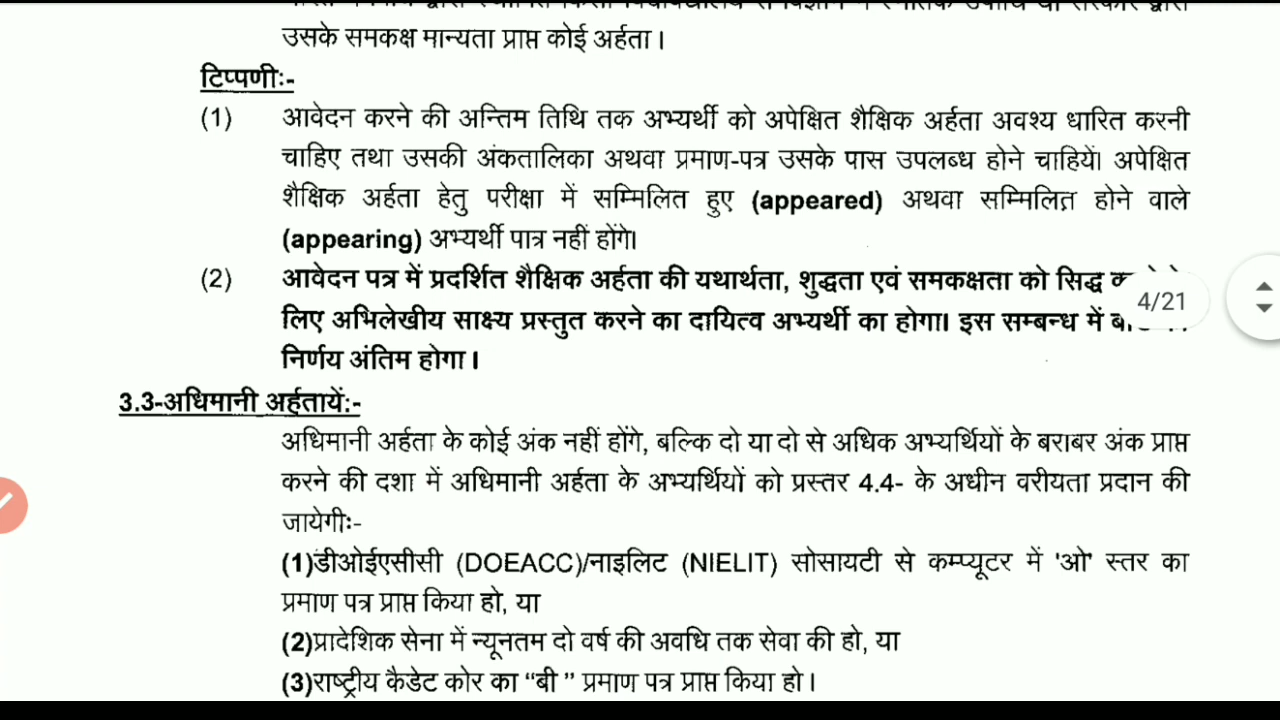 उसके समकक्ष मान्यता प्राप्त कोई अर्हता।
टिप्पणीः-
(1) आवेदन करने की अन्तिम तिथि तक अभ्यर्थी को अपेक्षित शैक्षिक अर्हता अवश्य धारित करनी
चाहिए तथा उसकी अंकतालिका अथवा प्रमाण-पत्र उसके पास उपलब्ध होने चाहियें। अपेक्षित
शैक्षिक अर्हता हेतु परीक्षा में सम्मिलित हुए (appeared) अथवा सम्मिलित होने वाले
(appearing) अभ्यर्थी पात्र नहीं होंगे।
(2) आवेदन पत्र में प्रदर्शित शैक्षिक अर्हता की यथार्थता, शुद्धता एवं समकक्षता को सिद्ध
4/21
लिए अभिलेखीय साक्ष्य प्रस्तुत करने का दायित्व अभ्यर्थी का होगा। इस सम्बन्ध में
निर्णय अंतिम होगा।
3.3-अधिमानी अर्हतायें:-
अधिमानी अर्हता के कोई अंक नहीं होंगे, बल्कि दो या दो से अधिक अभ्यर्थियों के बराबर अंक प्राप्त
करने की दशा में अधिमानी अर्हता के अभ्यर्थियों को प्रस्तर 4.4- के अधीन वरीयता प्रदान की
जायेगीः-
(1)डीओईएसीसी (DOEACC)/नाइलिट (NIELIT) सोसायटी से कम्प्यूटर में 'ओ' स्तर का
प्रमाण पत्र प्राप्त किया हो, या
(2)प्रादेशिक सेना में न्यूनतम दो वर्ष की अवधि तक सेवा की हो, या
(3)राष्ट्रीय कैडेट कोर का “बी ” प्रमाण पत्र प्राप्त किया हो।